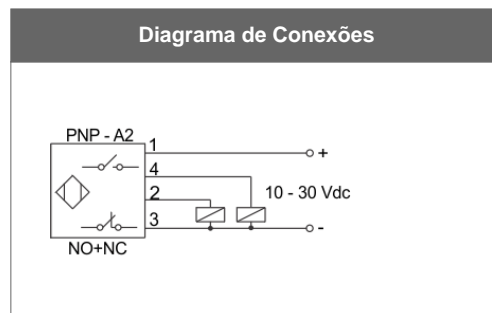 Diagrama de Conexões
PNP - A2
1
+
4
2
10 - 30 Vdc
3
-
NO+NC